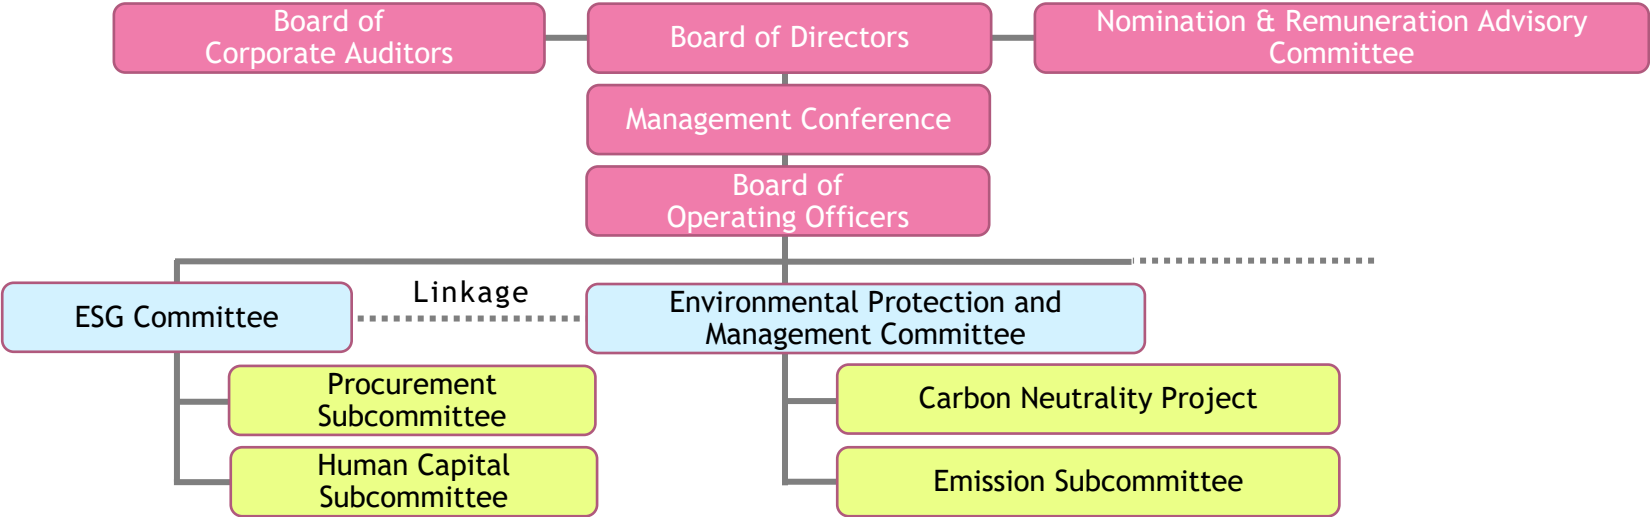 Board of
Corporate Auditors
Board of Directors
Nomination & Remuneration Advisory
Committee
Management Conference
Board of
Operating Officers
ESG Committee
Linkage
Environmental Protection and
Management Committee
Procurement
Subcommittee
Carbon Neutrality Project
Human Capital
Subcommittee
Emission Subcommittee